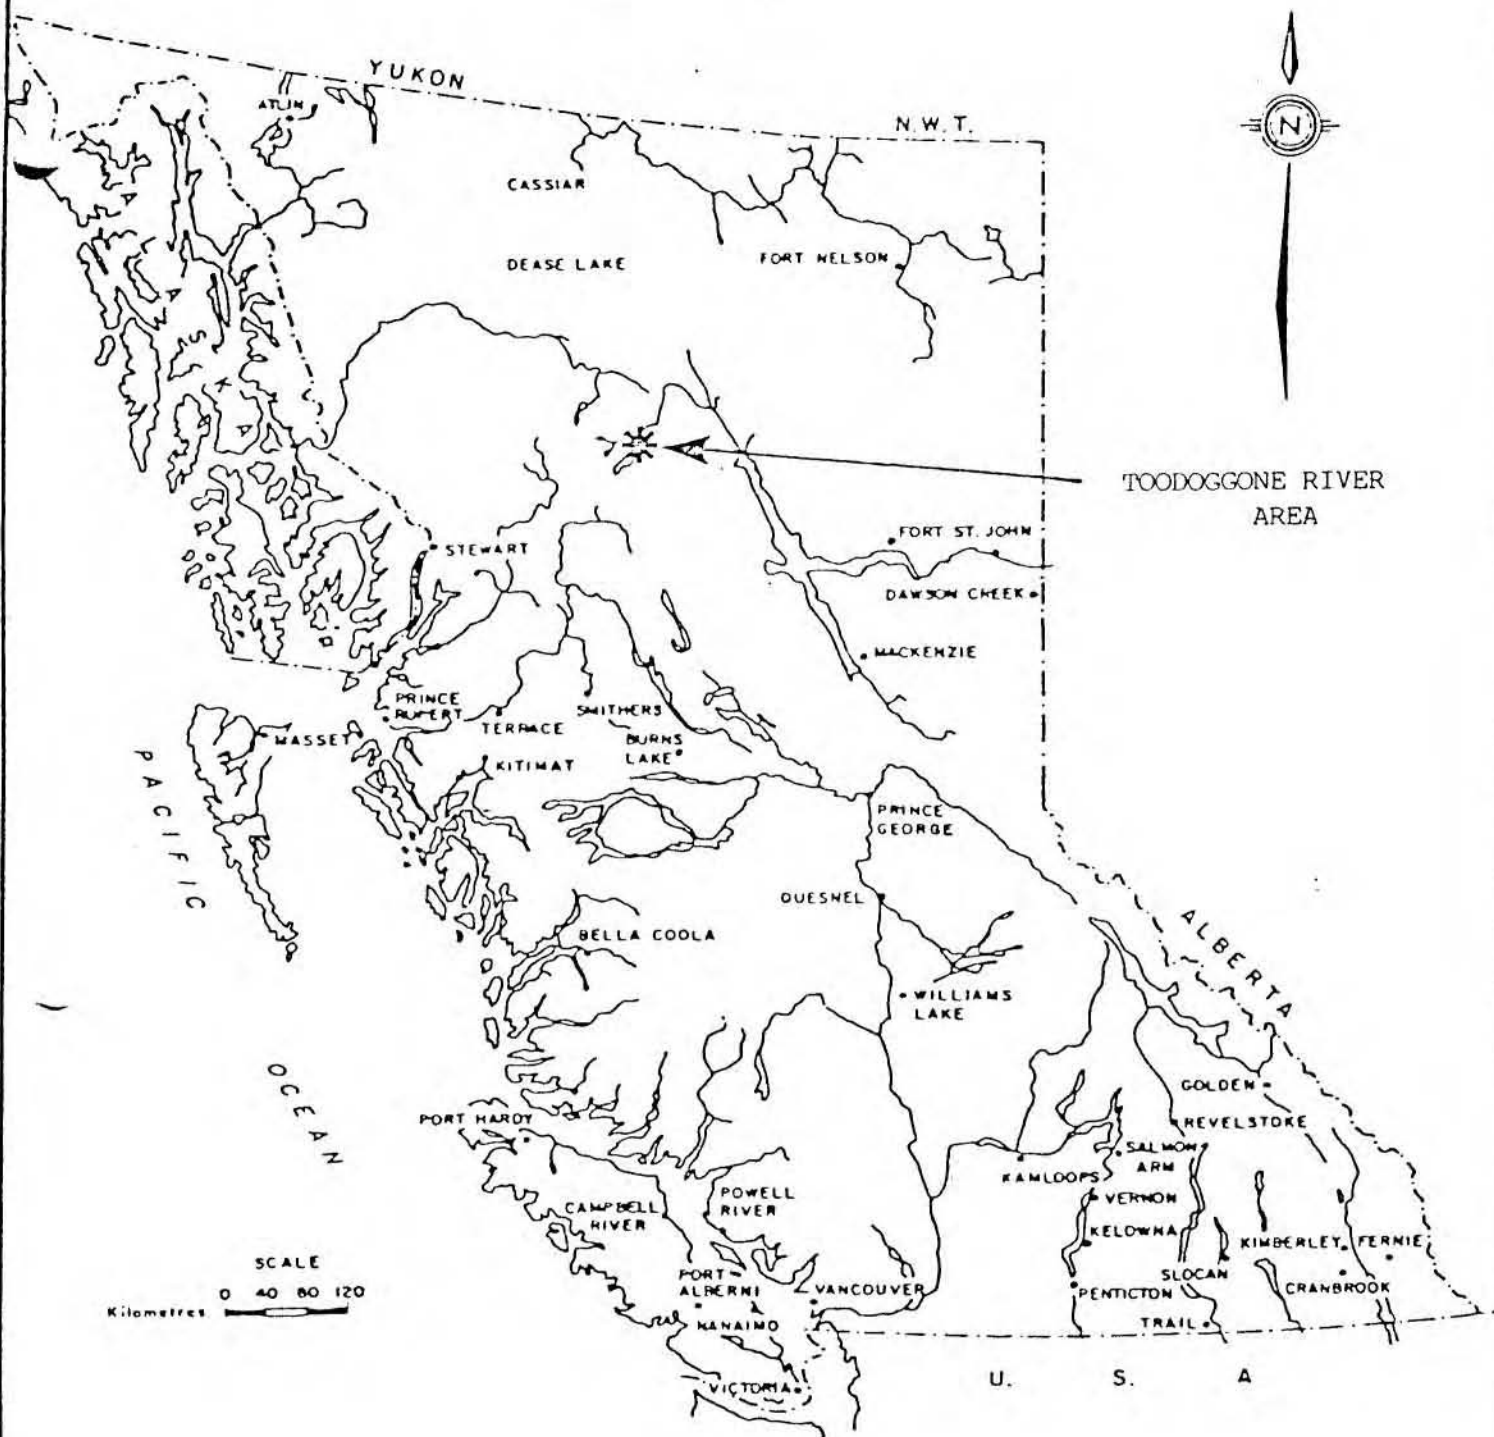 YUKON
ATLIN
N.W.T.
N
CASSIAR
DEASE LAKE
FORT NELSON
ALASKA
TOODOGGONE RIVER
AREA
FORT ST. JOHN
STEWART
DAWSON CREEK
MACKENZIE
PRINCE
RUPERT
SMITHERS
TERRACE
MASSET
BURNS
LAKE
KITIMAT
PACIFIC
PRINCE
GEORGE
QUESNEL
ALBERTA
BELLA COOLA
WILLIAMS
LAKE
OCEAN
GOLDEN
PORT HARDY
REVELSTOKE
SALMON
ARM
KAMLOOPS
POWELL
RIVER
VERNON
CAMPBELL
RIVER
KELOWNA
KIMBERLEY
FERNIE
SCALE
0 40 80 120
Kilometres
PORT
ALBERNI
VANCOUVER
SLOCAN
PENTICTON
CRANBROOK
NANAIMO
TRAIL
U. S. A
VICTORIA